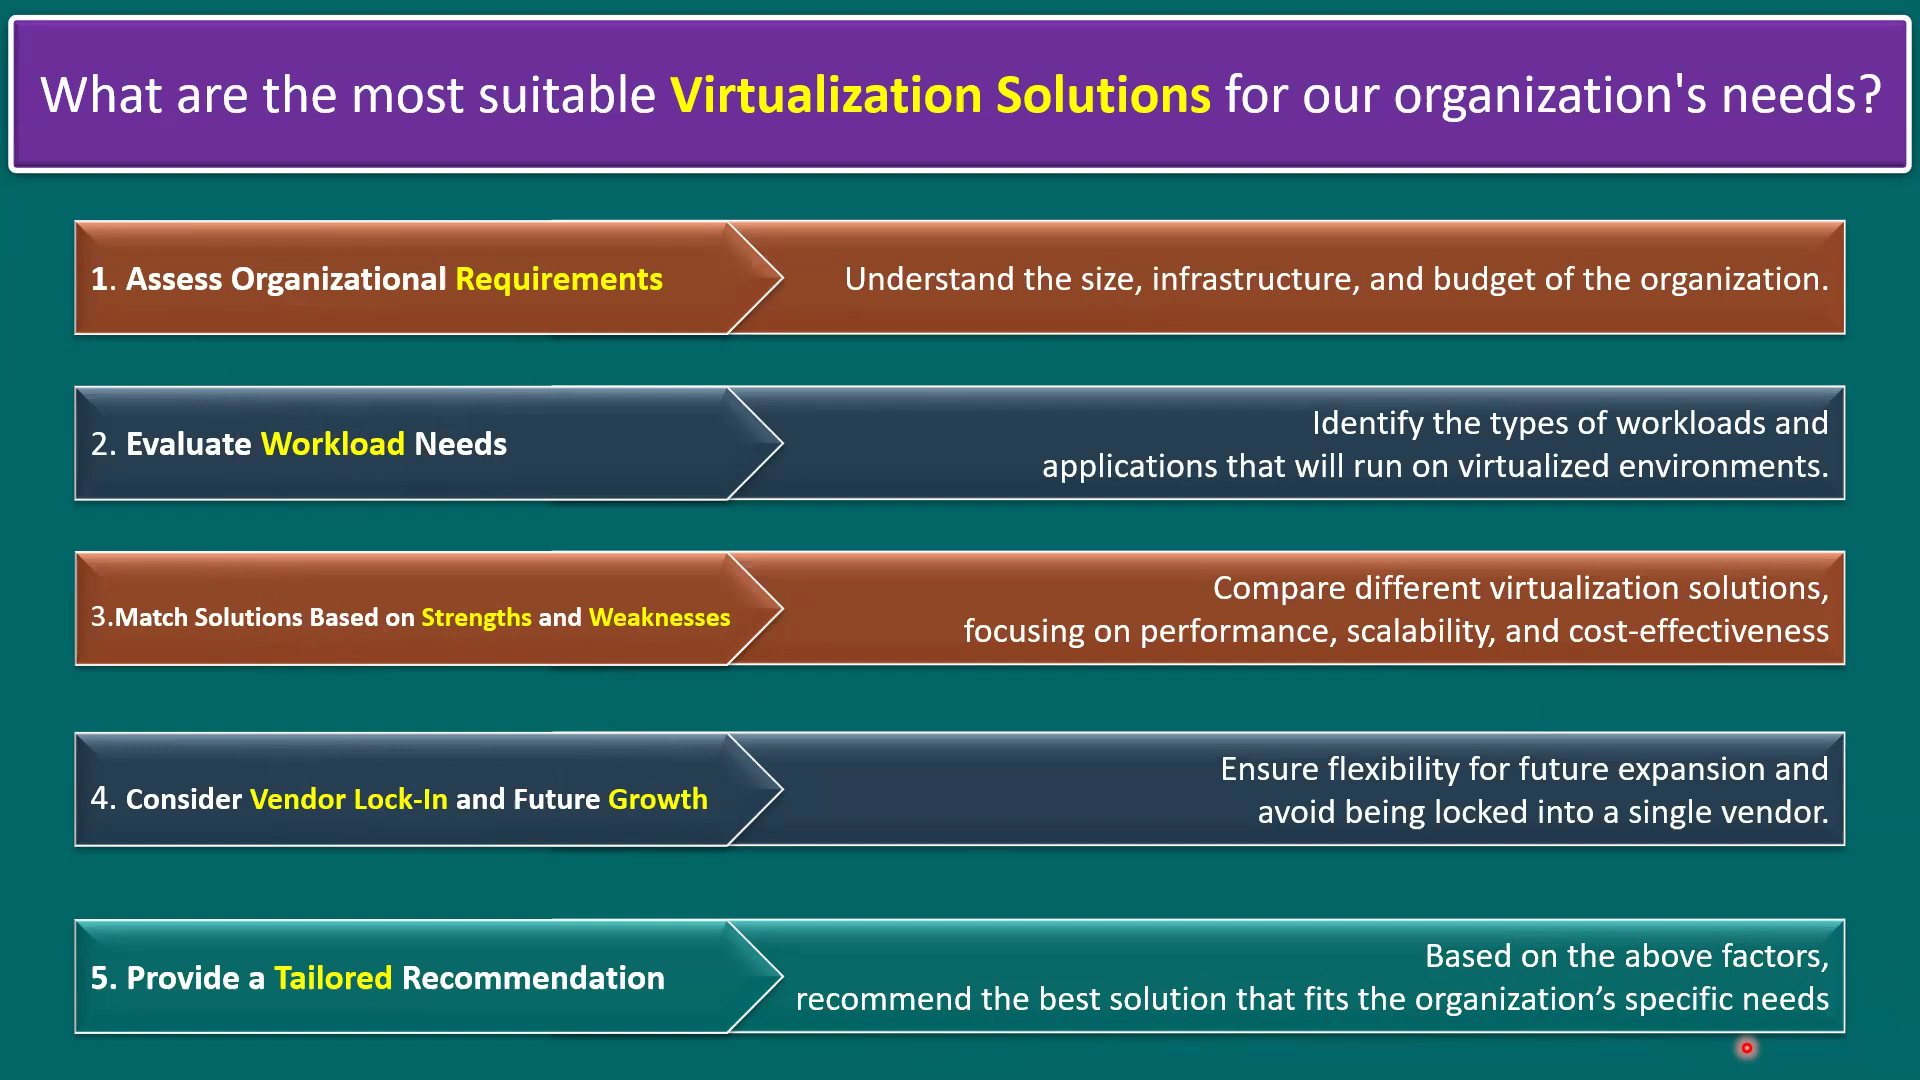 What are the most suitable Virtualization Solutions for our organization's needs?
1. Assess Organizational Requirements
Understand the size, infrastructure, and budget of the organization.
2. Evaluate Workload Needs
Identify the types of workloads and
applications that will run on virtualized environments.
3.Match Solutions Based on Strengths and Weaknesses
Compare different virtualization solutions,
focusing on performance, scalability, and cost-effectiveness
4. Consider Vendor Lock-In and Future Growth
Ensure flexibility for future expansion and
avoid being locked into a single vendor.
5. Provide a Tailored Recommendation
Based on the above factors,
recommend the best solution that fits the organization’s specific needs